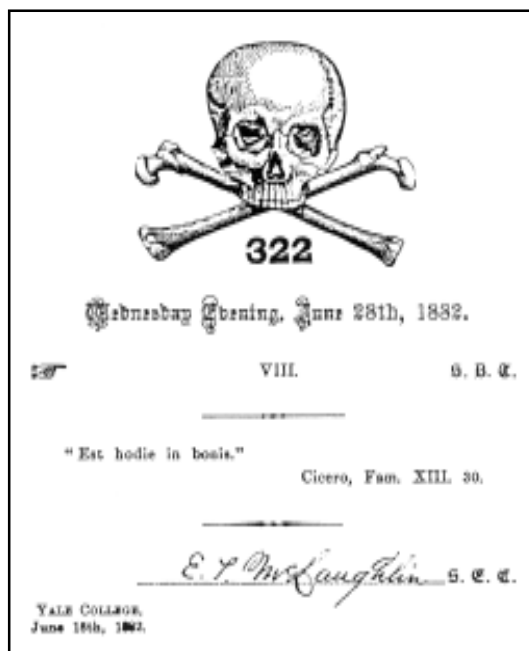 322
Wednesday Evening, June 28th, 1882.
VIII. S. B. T.
"Est hodie in bonis."
Cicero, Fam. XIII. 30.
E. T. McLaughlin S. E. C.
YALE COLLEGE,
June 18th, 1882.